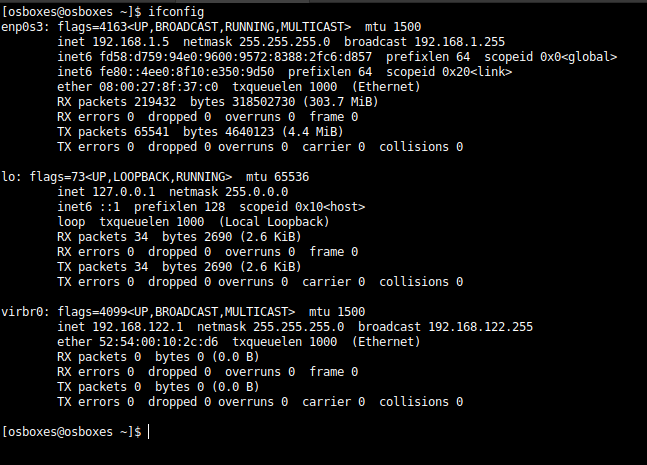 [osboxes@osboxes ~]$ ifconfig
enp0s3: flags=4163<UP,BROADCAST,RUNNING,MULTICAST>  mtu 1500
        inet 192.168.1.5  netmask 255.255.255.0  broadcast 192.168.1.255
        inet6 fd58:d759:94e0:9600:9572:8388:2fc6:d857  prefixlen 64  scopeid 0x0<global>
        inet6 fe80::4ee0:8f10:e350:9d50  prefixlen 64  scopeid 0x20<link>
        ether 08:00:27:8f:37:c0  txqueuelen 1000  (Ethernet)
        RX packets 219432  bytes 318502730 (303.7 MiB)
        RX errors 0  dropped 0  overruns 0  frame 0
        TX packets 65541  bytes 4640123 (4.4 MiB)
        TX errors 0  dropped 0 overruns 0  carrier 0  collisions 0

lo: flags=73<UP,LOOPBACK,RUNNING>  mtu 65536
        inet 127.0.0.1  netmask 255.0.0.0
        inet6 ::1  prefixlen 128  scopeid 0x10<host>
        loop  txqueuelen 1000  (Local Loopback)
        RX packets 34  bytes 2690 (2.6 KiB)
        RX errors 0  dropped 0  overruns 0  frame 0
        TX packets 34  bytes 2690 (2.6 KiB)
        TX errors 0  dropped 0 overruns 0  carrier 0  collisions 0

virbr0: flags=4099<UP,BROADCAST,MULTICAST>  mtu 1500
        inet 192.168.122.1  netmask 255.255.255.0  broadcast 192.168.122.255
        ether 52:54:00:10:2c:d6  txqueuelen 1000  (Ethernet)
        RX packets 0  bytes 0 (0.0 B)
        RX errors 0  dropped 0  overruns 0  frame 0
        TX packets 0  bytes 0 (0.0 B)
        TX errors 0  dropped 0 overruns 0  carrier 0  collisions 0

[osboxes@osboxes ~]$